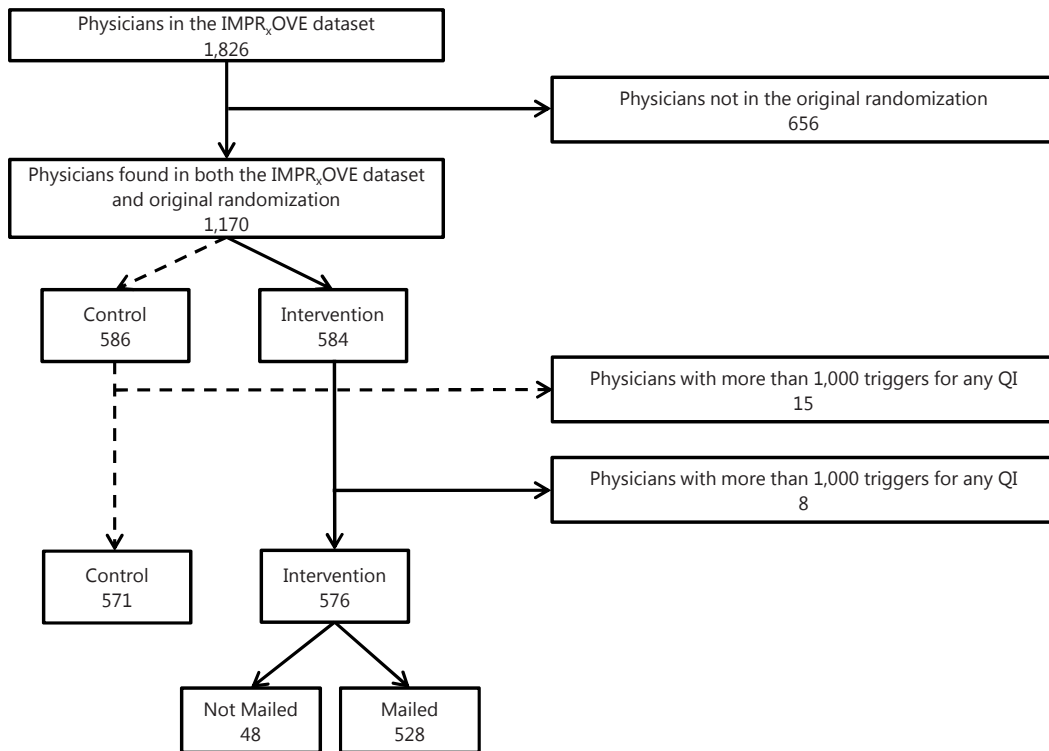 Physicians in the IMPRₓOVE dataset
1,826
Physicians not in the original randomization
656
Physicians found in both the IMPRₓOVE dataset
and original randomization
1,170
Control
586
Intervention
584
Physicians with more than 1,000 triggers for any QI
15
Physicians with more than 1,000 triggers for any QI
8
Control
571
Intervention
576
Not Mailed
48
Mailed
528